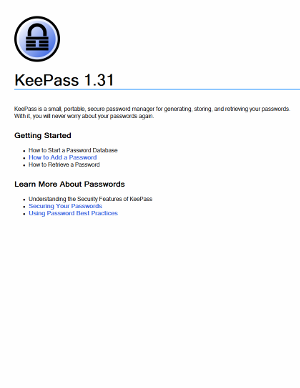 KeePass 1.31
KeePass is a small, portable, secure password manager for generating, storing, and retrieving your passwords.
With it, you will never worry about your passwords again.
Getting Started
How to Start a Password Database
How to Add a Password
How to Retrieve a Password
Learn More About Passwords
Understanding the Security Features of KeePass
Securing Your Passwords
Using Password Best Practices